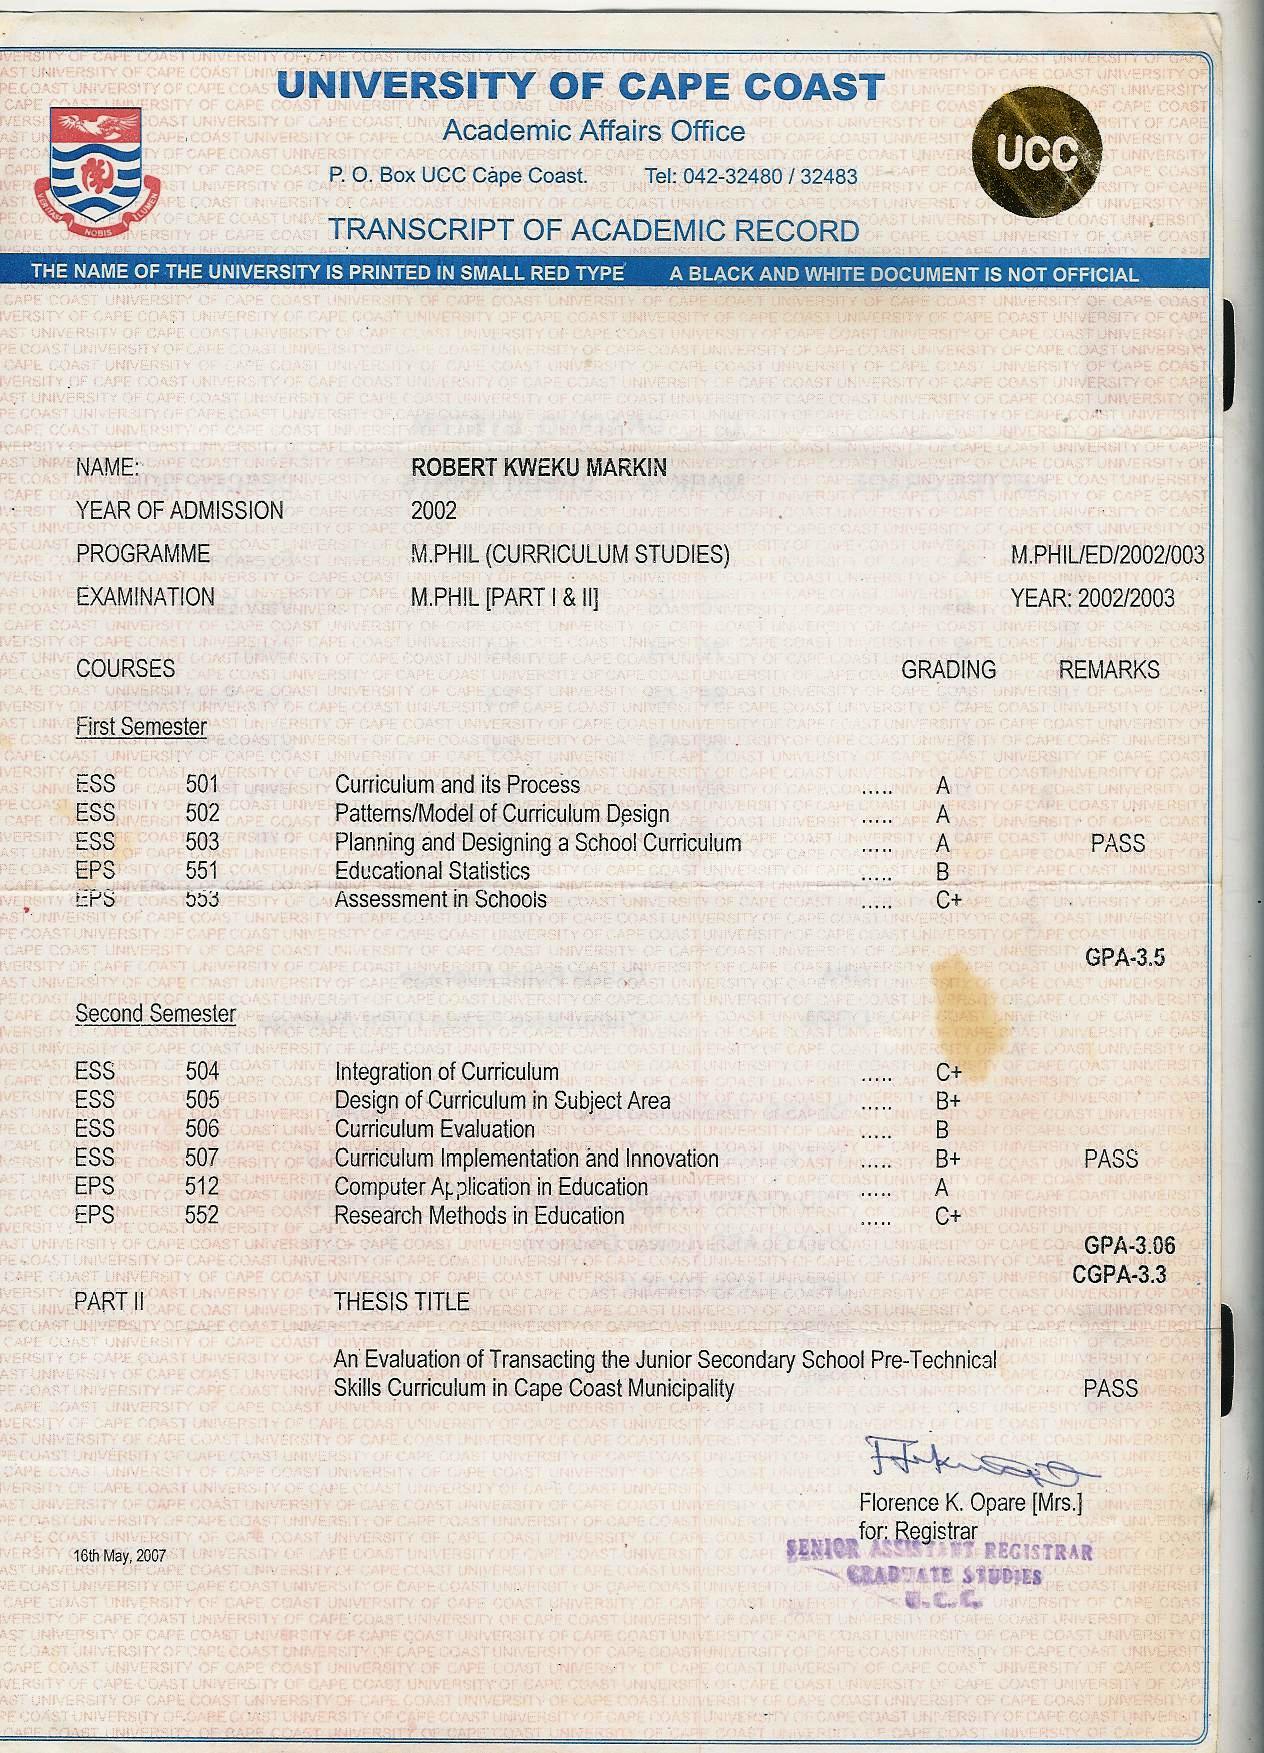 UNIVERSITY OF CAPE COAST
Academic Affairs Office
P. O. Box UCC Cape Coast. Tel: 042-32480 / 32483
TRANSCRIPT OF ACADEMIC RECORD
UCC
VERITAS NOBIS LUMEN
THE NAME OF THE UNIVERSITY IS PRINTED IN SMALL RED TYPE A BLACK AND WHITE DOCUMENT IS NOT OFFICIAL
NAME: ROBERT KWEKU MARKIN
YEAR OF ADMISSION 2002
PROGRAMME M.PHIL (CURRICULUM STUDIES) M.PHIL/ED/2002/003
EXAMINATION M.PHIL [PART I & II] YEAR: 2002/2003
COURSES GRADING REMARKS
First Semester
ESS 501 Curriculum and its Process ..... A
ESS 502 Patterns/Model of Curriculum Design ..... A
ESS 503 Planning and Designing a School Curriculum ..... A PASS
EPS 551 Educational Statistics ..... B
EPS 553 Assessment in Schools ..... C+
GPA-3.5
Second Semester
ESS 504 Integration of Curriculum ..... C+
ESS 505 Design of Curriculum in Subject Area ..... B+
ESS 506 Curriculum Evaluation ..... B
ESS 507 Curriculum Implementation and Innovation ..... B+ PASS
EPS 512 Computer Application in Education ..... A
EPS 552 Research Methods in Education ..... C+
GPA-3.06
CGPA-3.3
PART II THESIS TITLE
An Evaluation of Transacting the Junior Secondary School Pre-Technical
Skills Curriculum in Cape Coast Municipality PASS
Florence K. Opare [Mrs.]
for: Registrar
SENIOR ASSISTANT REGISTRAR
GRADUATE STUDIES
U.C.C.
16th May, 2007